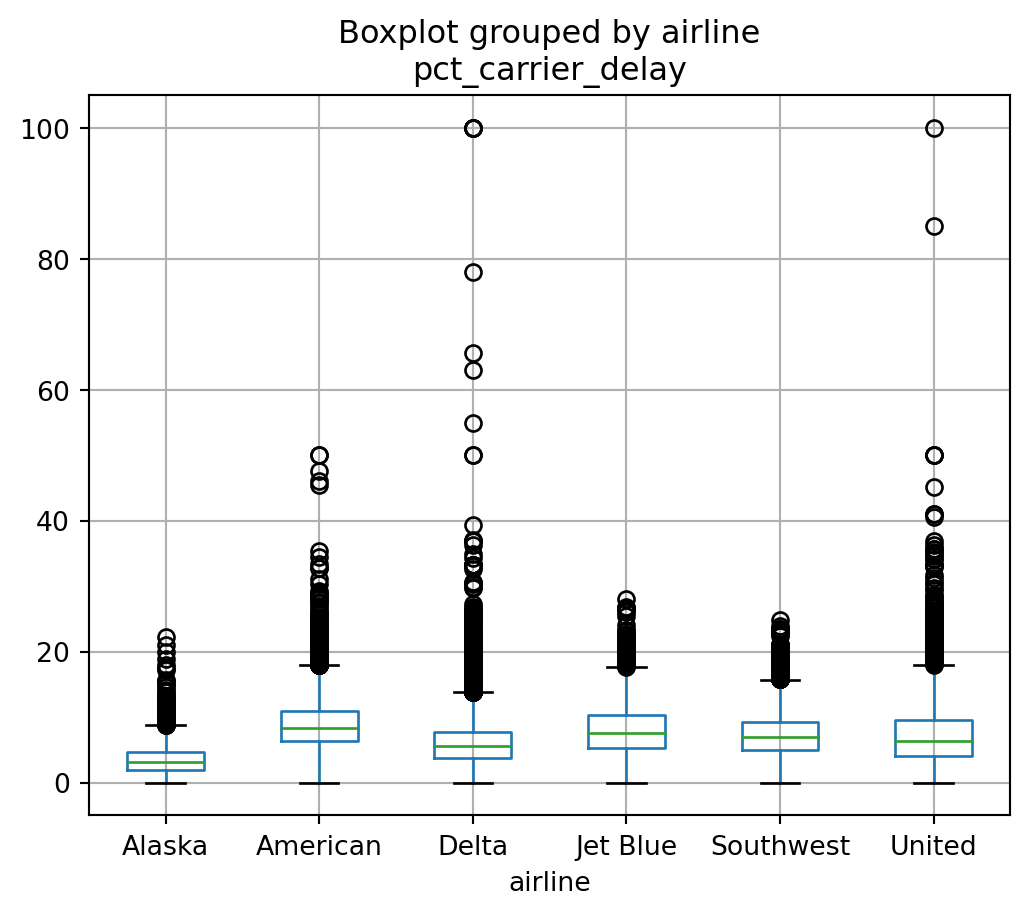 Boxplot grouped by airline
pct_carrier_delay
100
80
60
40
20
0
Alaska American Delta Jet Blue Southwest United
airline